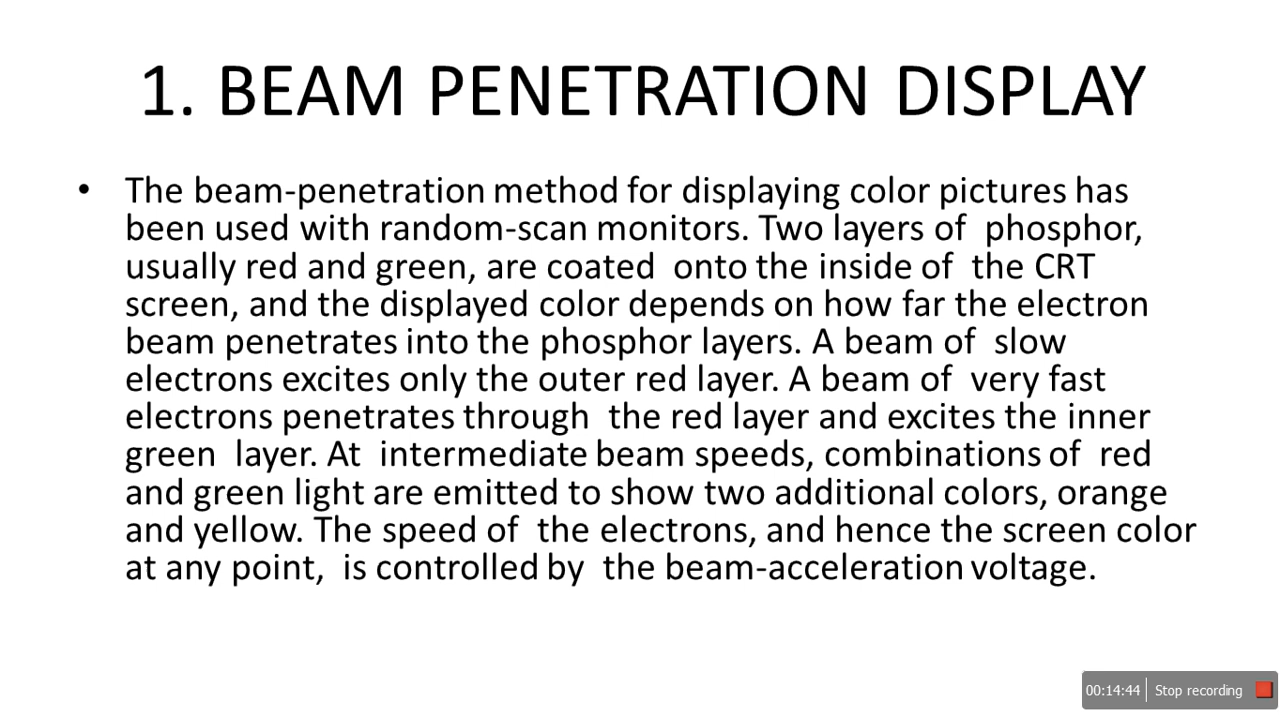 1. BEAM PENETRATION DISPLAY
• The beam-penetration method for displaying color pictures has
been used with random-scan monitors. Two layers of phosphor,
usually red and green, are coated onto the inside of the CRT
screen, and the displayed color depends on how far the electron
beam penetrates into the phosphor layers. A beam of slow
electrons excites only the outer red layer. A beam of very fast
electrons penetrates through the red layer and excites the inner
green layer. At intermediate beam speeds, combinations of red
and green light are emitted to show two additional colors, orange
and yellow. The speed of the electrons, and hence the screen color
at any point, is controlled by the beam-acceleration voltage.
00:14:44 Stop recording